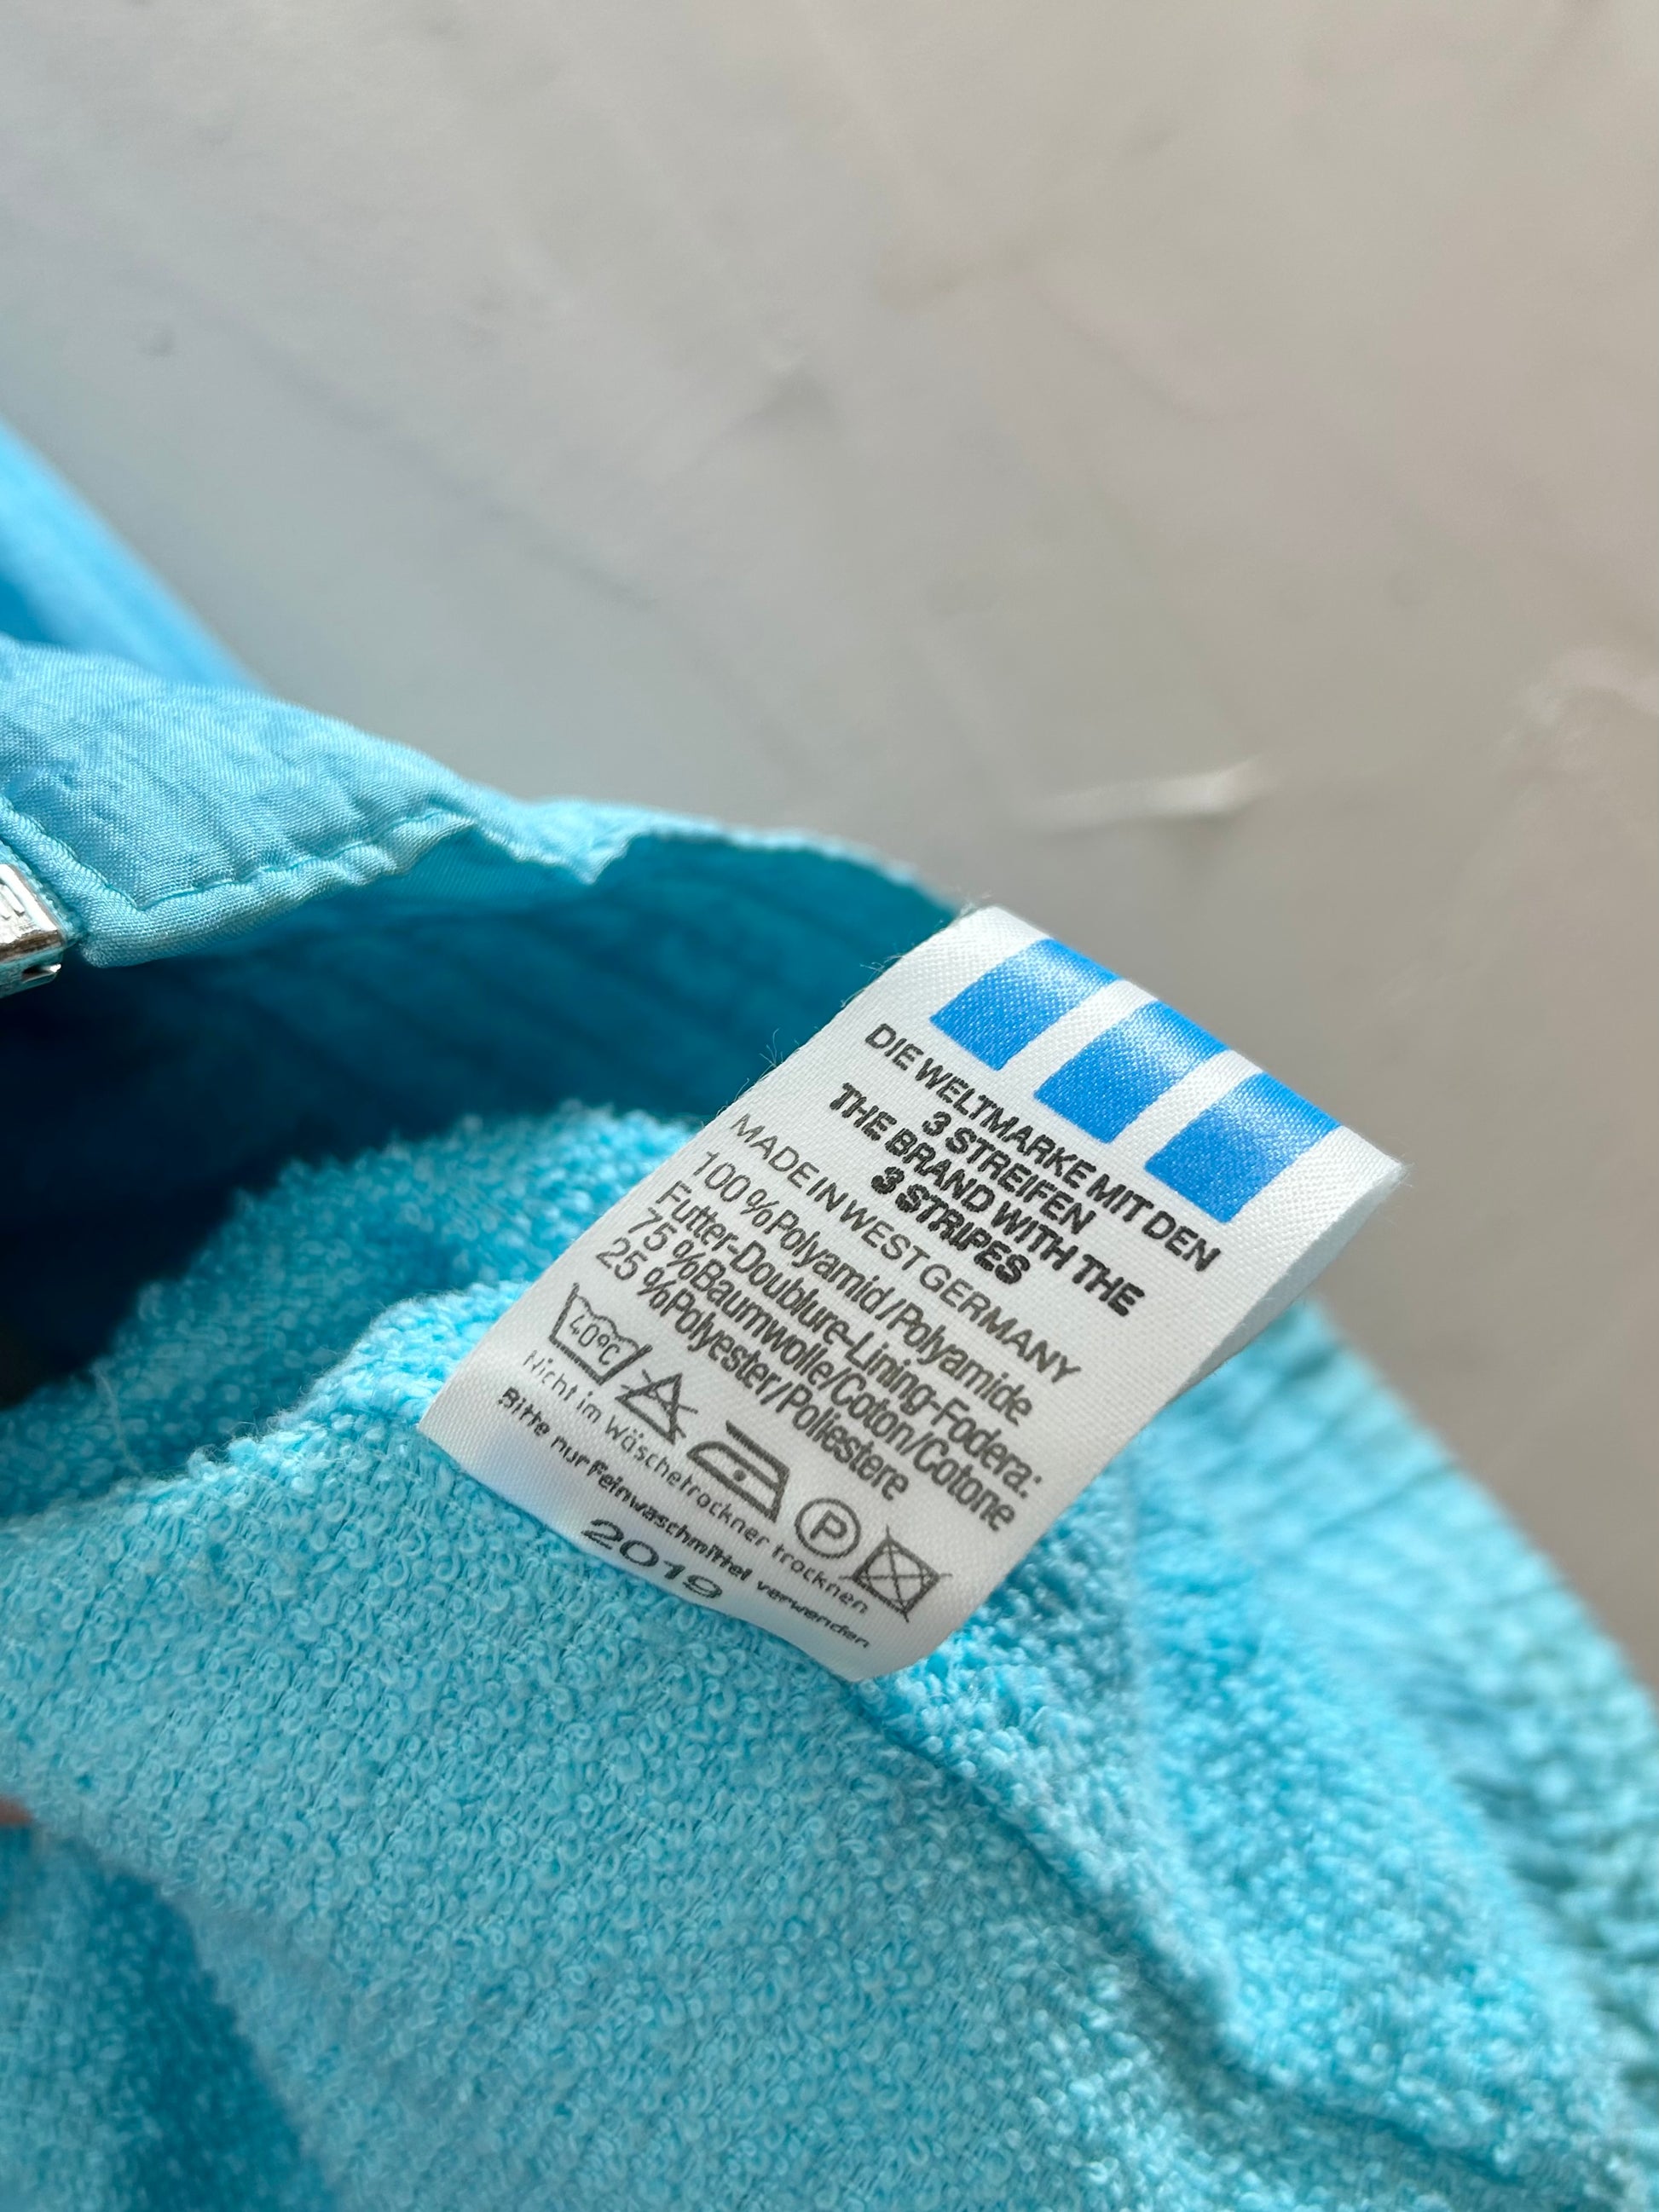 DIE WELTMARKE MIT DEN
3 STREIFEN
THE BRAND WITH THE
3 STRIPES
MADE IN WEST GERMANY
100 % Polyamid/Polyamide
Futter-Doublure-Lining-Fodera:
75 % Baumwolle/Coton/Cotone
25 % Polyester/Poliestere
40°C P
Nicht im Wäschetrockner trocknen
Bitte nur Feinwaschmittel verwenden
2019